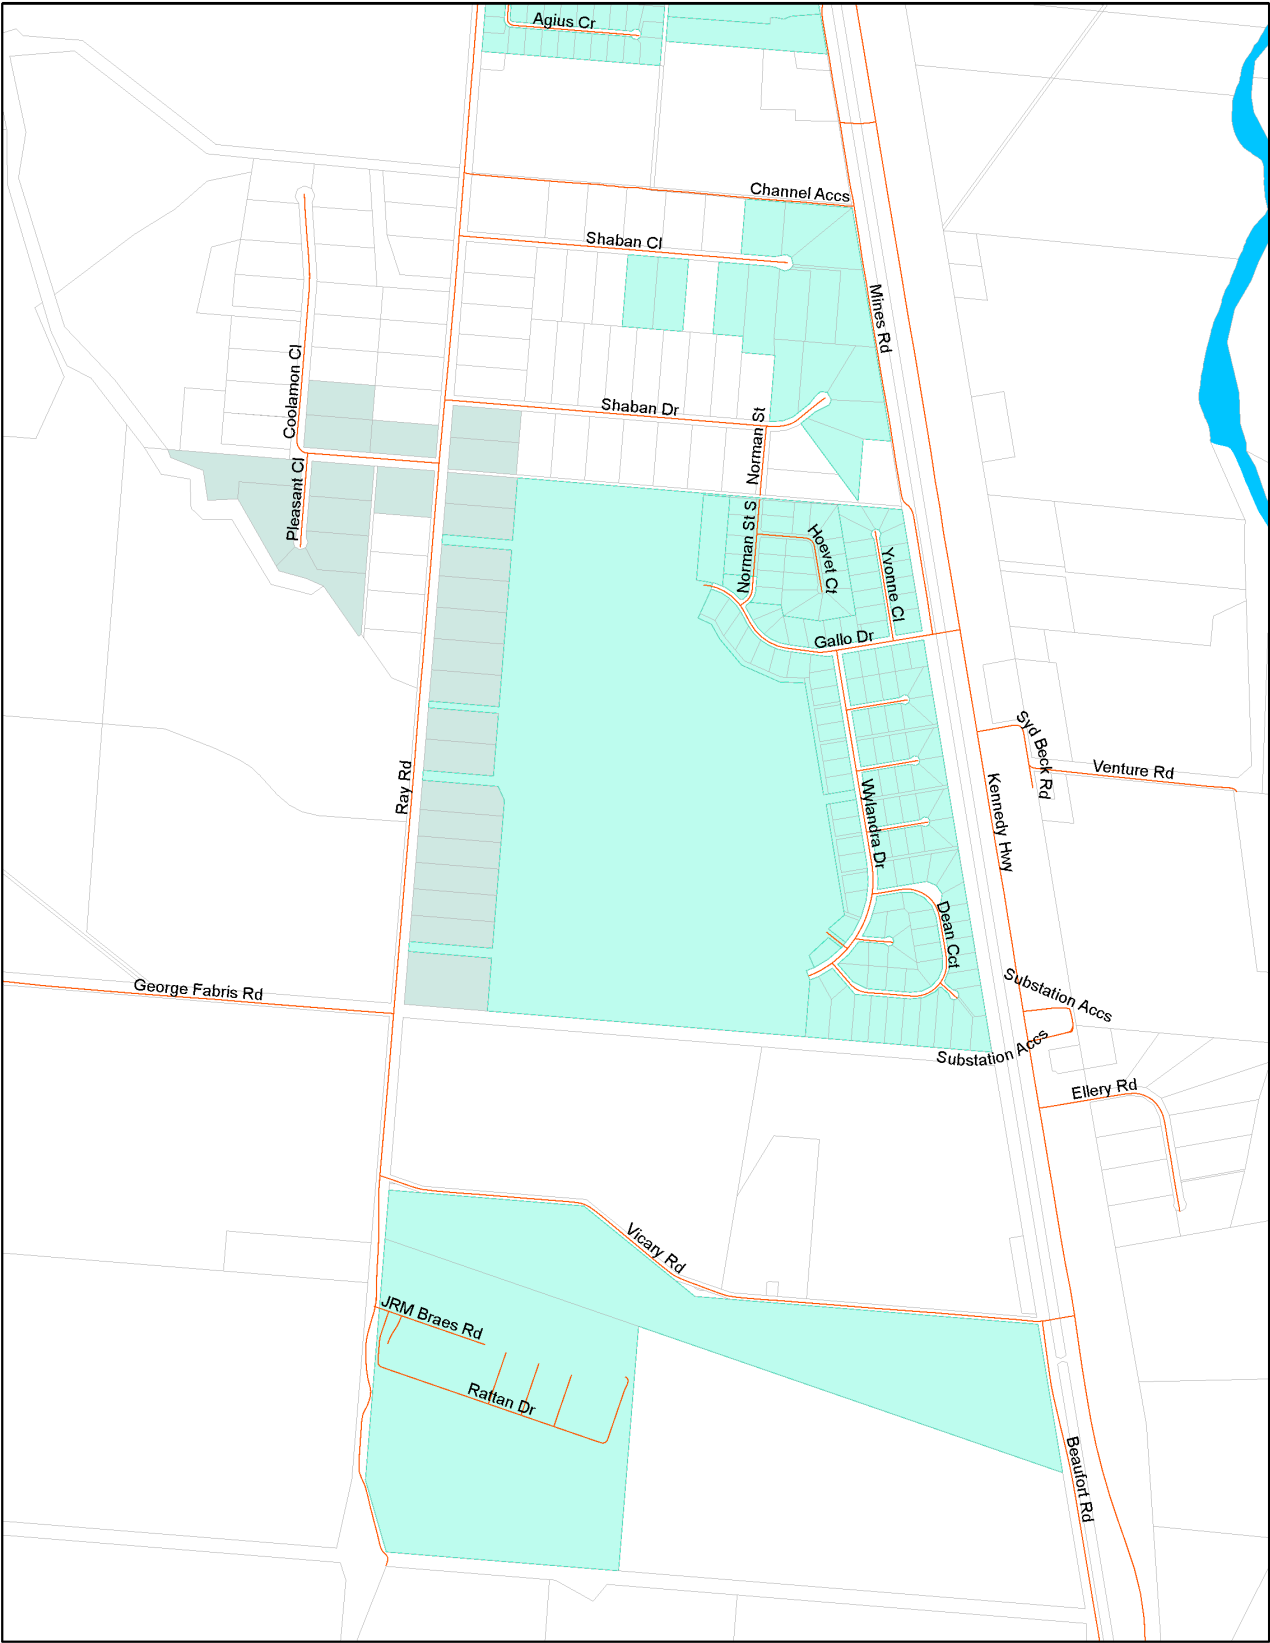 Agius Cr
Channel Accs
Shaban Cl
Mines Rd
Coolamon Cl
Shaban Dr
Norman St
Pleasant Cl
Norman St S
Hoevet Ct
Yvonne Cl
Gallo Dr
Syd Beck Rd
Venture Rd
Ray Rd
Wylandra Dr
Kennedy Hwy
Dean Cct
George Fabris Rd
Substation Accs
Substation Accs
Ellery Rd
Vicary Rd
JRM Braes Rd
Rattan Dr
Beaufort Rd